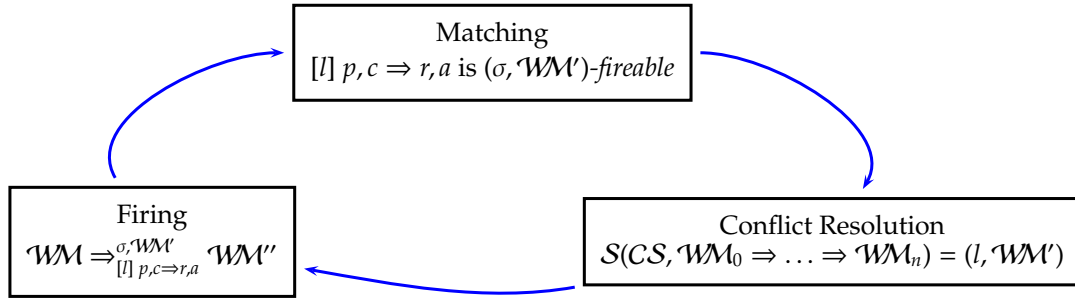 Matching
[l] p, c ⇒ r, a is (σ, 𝒲ℳ′)-fireable
Conflict Resolution
𝒮(𝒞𝒮, 𝒲ℳ₀ ⇒ … ⇒ 𝒲ℳₙ) = (l, 𝒲ℳ′)
Firing
𝒲ℳ ⇒^{σ,𝒲ℳ′}_{[l] p,c⇒r,a} 𝒲ℳ′′